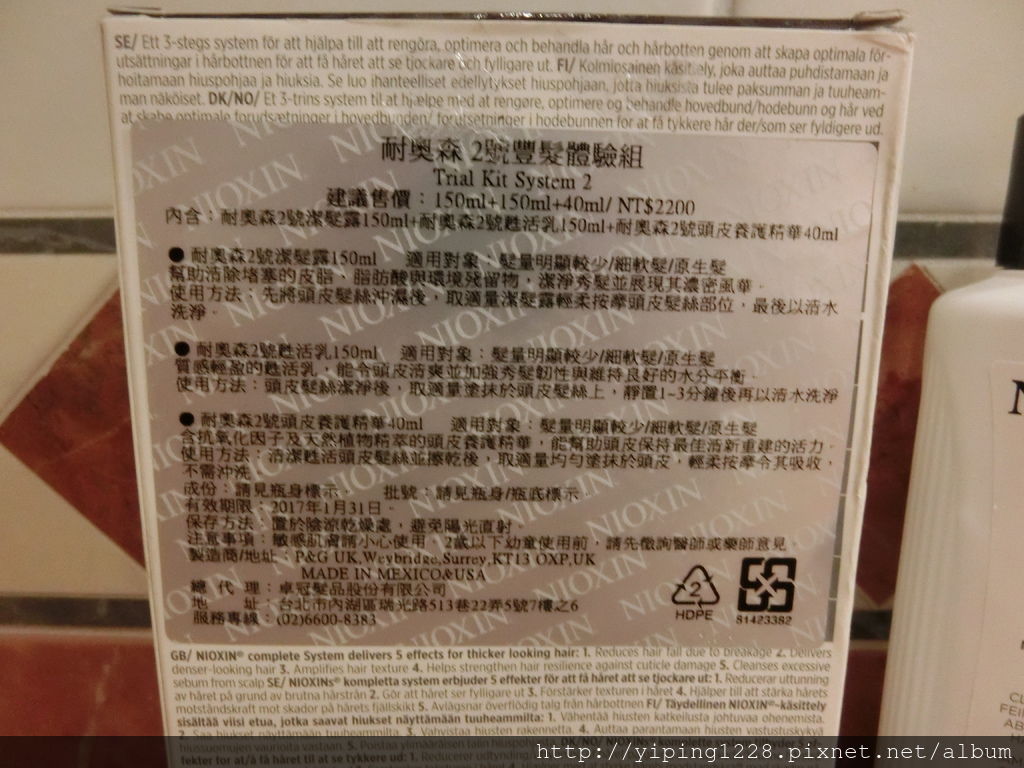 SE/ Ett 3-stegs system för att hjälpa till att rengöra, optimera och behandla hår och hårbotten genom att skapa optimala för-
utsättningar i hårbottnen för att få håret att se tjockare och fylligare ut. FI/ Kolmiosainen käsittely, joka auttaa puhdistamaan ja
hoitamaan hiuspohjaa ja hiuksia. Se luo ihanteelliset edellytykset hiuspohjaan, jotta hiuksista tulee paksumman ja tuuheam-
man näköiset. DK/NO/ Et 3-trins system til at hjælpe med at rengøre, optimere og behandle hovedbund/hodebunn og hår ved
at skabe optimale forudsætninger i hovedbunden/ forutsetninger i hodebunnen for at få tykkere hår der/som ser fyldigere ud.
耐奧森 2號豐髮體驗組
Trial Kit System 2
建議售價：150ml+150ml+40ml/ NT$2200
內含：耐奧森2號潔髮露150ml+耐奧森2號甦活乳150ml+耐奧森2號頭皮養護精華40ml
●耐奧森2號潔髮露150ml 適用對象：髮量明顯較少/細軟髮/原生髮
幫助清除堵塞的皮脂、脂肪酸與環境殘留物，潔淨秀髮並展現其濃密風華。
使用方法：先將頭皮髮絲沖濕後，取適量潔髮露輕柔按摩頭皮髮絲部位，最後以清水
洗淨。
●耐奧森2號甦活乳150ml 適用對象：髮量明顯較少/細軟髮/原生髮
質感輕盈的甦活乳，能令頭皮清爽並加強秀髮韌性與維持良好的水分平衡。
使用方法：頭皮髮絲潔淨後，取適量塗抹於頭皮髮絲上，靜置1~3分鐘後再以清水洗淨
●耐奧森2號頭皮養護精華40ml 適用對象：髮量明顯較少/細軟髮/原生髮
含抗氧化因子及天然植物精萃的頭皮養護精華，能幫助頭皮保持最佳清新重建的活力。
使用方法：清潔甦活頭皮髮絲並擦乾後，取適量均勻塗抹於頭皮，輕柔按摩令其吸收，
不需沖洗。
成份：請見瓶身標示。 批號：請見瓶身/瓶底標示。
有效期限：2017年1月31日。
保存方法：置於陰涼乾燥處，避免陽光直射。
注意事項：敏感肌膚請小心使用，2歲以下幼童使用前，請先徵詢醫師或藥師意見。
製造商/地址：P&G UK,Weybridge,Surrey,KT13 OXP,UK
MADE IN MEXICO&USA
總 代 理：卓冠髮品股份有限公司
地 址：台北市內湖區瑞光路513巷22弄5號7樓之6
服務專線：(02)6600-8383
2
HDPE
81423382
GB/ NIOXIN® complete System delivers 5 effects for thicker looking hair: 1. Reduces hair fall due to breakage 2. Delivers
denser-looking hair 3. Amplifies hair texture 4. Helps strengthen hair resilience against cuticle damage 5. Cleanses excessive
sebum from scalp SE/ NIOXINs® kompletta system erbjuder 5 effekter för att få håret att se tjockare ut: 1. Reducerar uttunning
av håret på grund av brutna hårstrån 2. Gör att håret ser fylligare ut 3. Förstärker texturen i håret 4. Hjälper till att stärka hårets
motståndskraft mot skador på hårets fjällskikt 5. Avlägsnar överflödig talg från hårbotten FI/ Täydellinen NIOXIN®-käsittely
sisältää viisi etua, jotka saavat hiukset näyttämään tuuheammilta: 1. Vähentää hiusten katkeilusta johtuvaa ohenemista.
2. Saa hiukset näyttämään tuuheammilta. 3. Vahvistaa hiusten rakennetta. 4. Auttaa parantamaan hiusten vastustuskykyä
http://yiping1228.pixnet.net/album